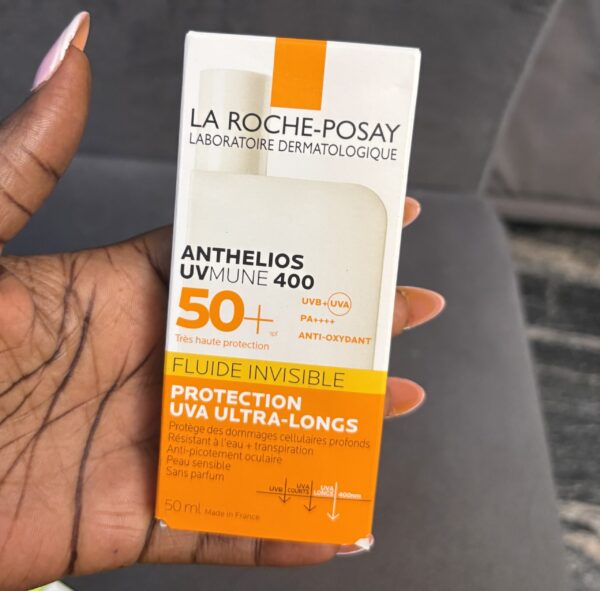 LA ROCHE-POSAY
LABORATOIRE DERMATOLOGIQUE
ANTHELIOS
UVMUNE 400
50+
spf
Très haute protection
UVB+UVA
PA++++
ANTI-OXYDANT
FLUIDE INVISIBLE
PROTECTION
UVA ULTRA-LONGS
Protège des dommages cellulaires profonds
Résistant à l'eau + transpiration
Anti-picotement oculaire
Peau sensible
Sans parfum
UVB
UVA
COURTS
UVA
LONGS
400nm
50 ml Made in France